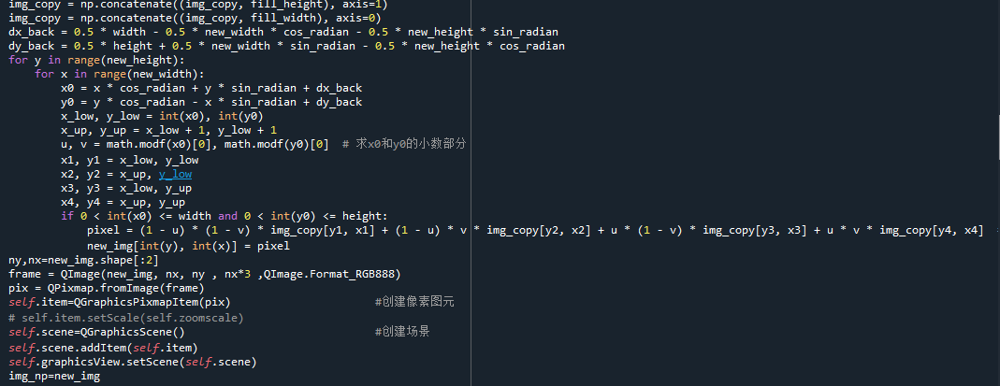 img_copy = np.concatenate((img_copy, fill_height), axis=1)
img_copy = np.concatenate((img_copy, fill_width), axis=0)
dx_back = 0.5 * width - 0.5 * new_width * cos_radian - 0.5 * new_height * sin_radian
dy_back = 0.5 * height + 0.5 * new_width * sin_radian - 0.5 * new_height * cos_radian
for y in range(new_height):
    for x in range(new_width):
        x0 = x * cos_radian + y * sin_radian + dx_back
        y0 = y * cos_radian - x * sin_radian + dy_back
        x_low, y_low = int(x0), int(y0)
        x_up, y_up = x_low + 1, y_low + 1
        u, v = math.modf(x0)[0], math.modf(y0)[0]  # 求x0和y0的小数部分
        x1, y1 = x_low, y_low
        x2, y2 = x_up, y_low
        x3, y3 = x_low, y_up
        x4, y4 = x_up, y_up
        if 0 < int(x0) <= width and 0 < int(y0) <= height:
            pixel = (1 - u) * (1 - v) * img_copy[y1, x1] + (1 - u) * v * img_copy[y2, x2] + u * (1 - v) * img_copy[y3, x3] + u * v * img_copy[y4, x4]
            new_img[int(y), int(x)] = pixel
ny,nx=new_img.shape[:2]
frame = QImage(new_img, nx, ny , nx*3 ,QImage.Format_RGB888)
pix = QPixmap.fromImage(frame)
self.item=QGraphicsPixmapItem(pix)                      #创建像素图元
# self.item.setScale(self.zoomscale)
self.scene=QGraphicsScene()                             #创建场景
self.scene.addItem(self.item)
self.graphicsView.setScene(self.scene)
img_np=new_img